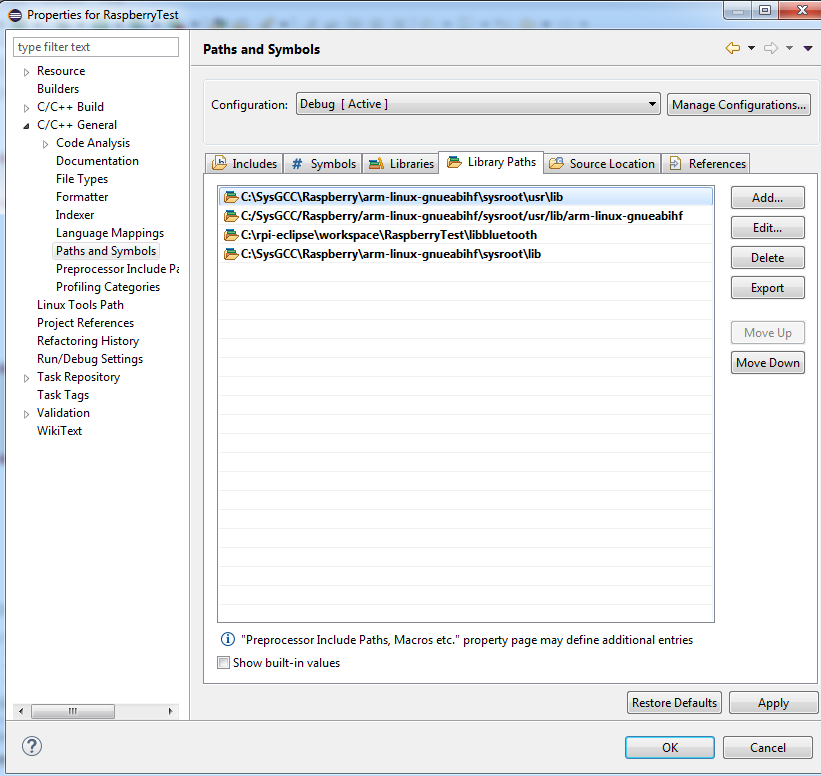 Properties for RaspberryTest
type filter text
Resource
Builders
C/C++ Build
C/C++ General
Code Analysis
Documentation
File Types
Formatter
Indexer
Language Mappings
Paths and Symbols
Preprocessor Include Pa
Profiling Categories
Linux Tools Path
Project References
Refactoring History
Run/Debug Settings
Task Repository
Task Tags
Validation
WikiText
Paths and Symbols
Configuration: Debug [ Active ] Manage Configurations...
Includes # Symbols Libraries Library Paths Source Location References
C:\SysGCC\Raspberry\arm-linux-gnueabihf\sysroot\usr\lib
C:/SysGCC/Raspberry/arm-linux-gnueabihf/sysroot/usr/lib/arm-linux-gnueabihf
C:\rpi-eclipse\workspace\RaspberryTest\libbluetooth
C:\SysGCC\Raspberry\arm-linux-gnueabihf\sysroot\lib
Add...
Edit...
Delete
Export
Move Up
Move Down
"Preprocessor Include Paths, Macros etc." property page may define additional entries
Show built-in values
Restore Defaults Apply
OK Cancel